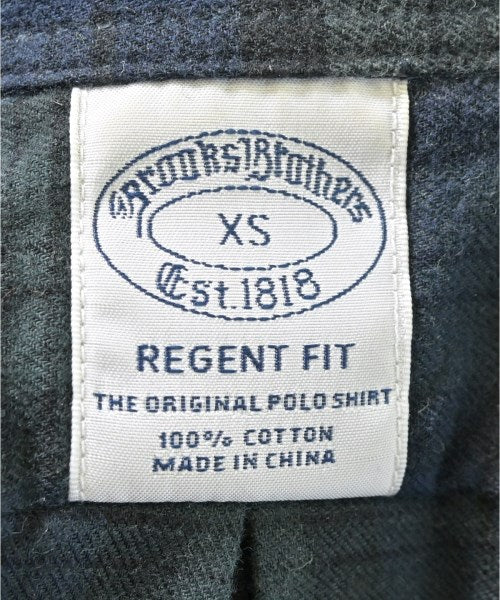 Brooks Brothers
XS
Est. 1818
REGENT FIT
THE ORIGINAL POLO SHIRT
100% COTTON
MADE IN CHINA